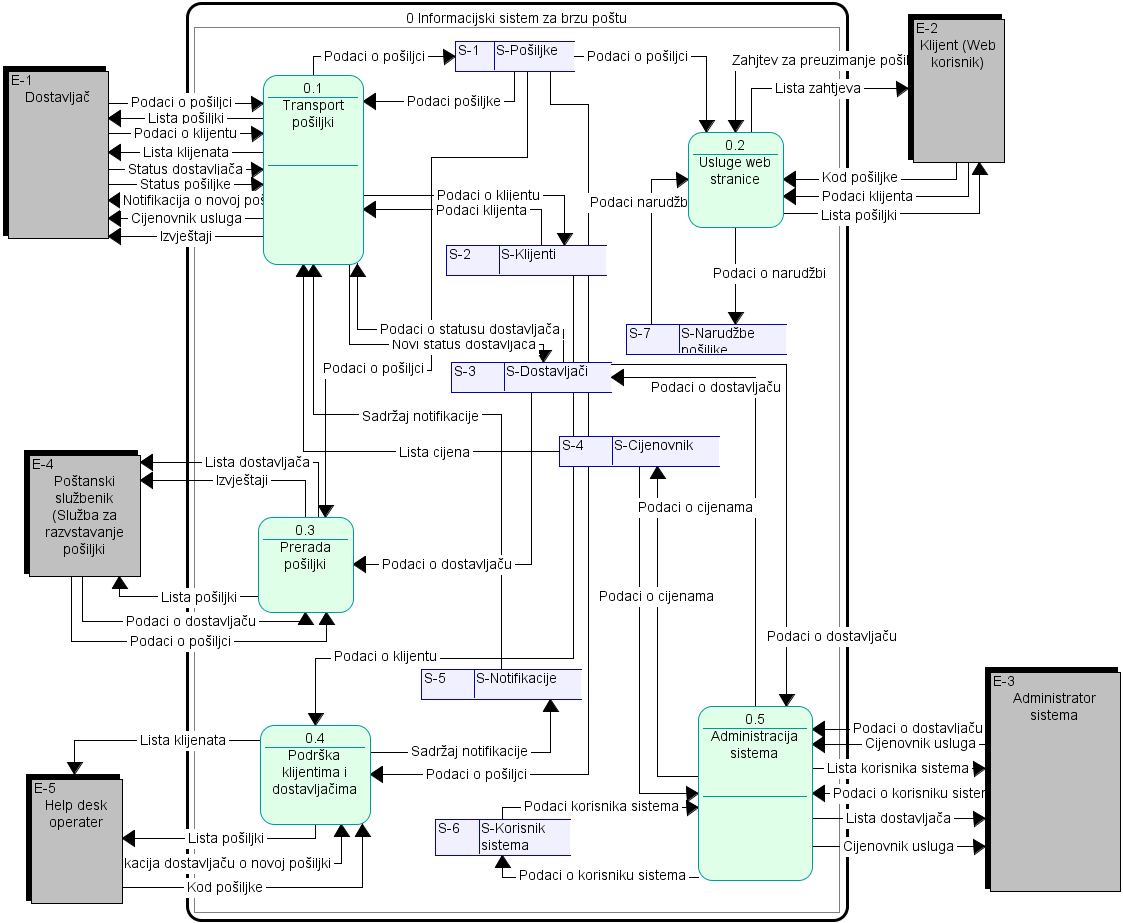 0 Informacijski sistem za brzu poštu
E-1
Dostavljač
E-2
Klijent (Web
korisnik)
S-1
S-Pošiljke
Podaci o pošiljci
Podaci o pošiljci
Zahjtev za preuzimanje
Lista zahtjeva
0.1
Transport
pošiljki
Podaci pošiljke
Podaci o pošiljci
Lista pošiljki
Podaci o klijentu
Lista klijenata
Status dostavljača
Status pošiljke
Notifikacija o novoj
Cijenovnik usluga
Izvještaji
0.2
Usluge web
stranice
Kod pošiljke
Podaci klijenta
Lista pošiljki
Podaci o klijentu
Podaci klijenta
Podaci
S-2
S-Klijenti
Podaci o narudžbi
S-7
S-Narudžbe
pošiljke
Podaci o statusu dostavljača
Novi status dostavljaca
Podaci o pošiljci
S-3
S-Dostavljači
Podaci o dostavljaču
Sadržaj notifikacije
Lista cijena
S-4
S-Cijenovnik
E-4
Poštanski
službenik
(Služba za
razvstavanje
pošiljki
Lista dostavljača
Izvještaji
0.3
Prerada
pošiljki
Podaci o dostavljaču
Podaci o cijenama
Podaci o cijenama
Lista pošiljki
Podaci o dostavljaču
Podaci o pošiljci
Podaci o dostavljaču
Podaci o klijentu
S-5
S-Notifikacije
E-3
Administrator
sistema
0.4
Podrška
klijentima i
dostavljačima
Lista klijenata
Sadržaj notifikacije
Podaci o pošiljci
0.5
Administracija
sistema
Podaci o dostavljaču
Cijenovnik usluga
Lista korisnika sistema
Podaci o korisniku
Lista dostavljača
Cijenovnik usluga
E-5
Help desk
operater
Lista pošiljki
dostavljaču o novoj pošiljki
Kod pošiljke
Podaci korisnika sistema
S-6
S-Korisnik
sistema
Podaci o korisniku sistema